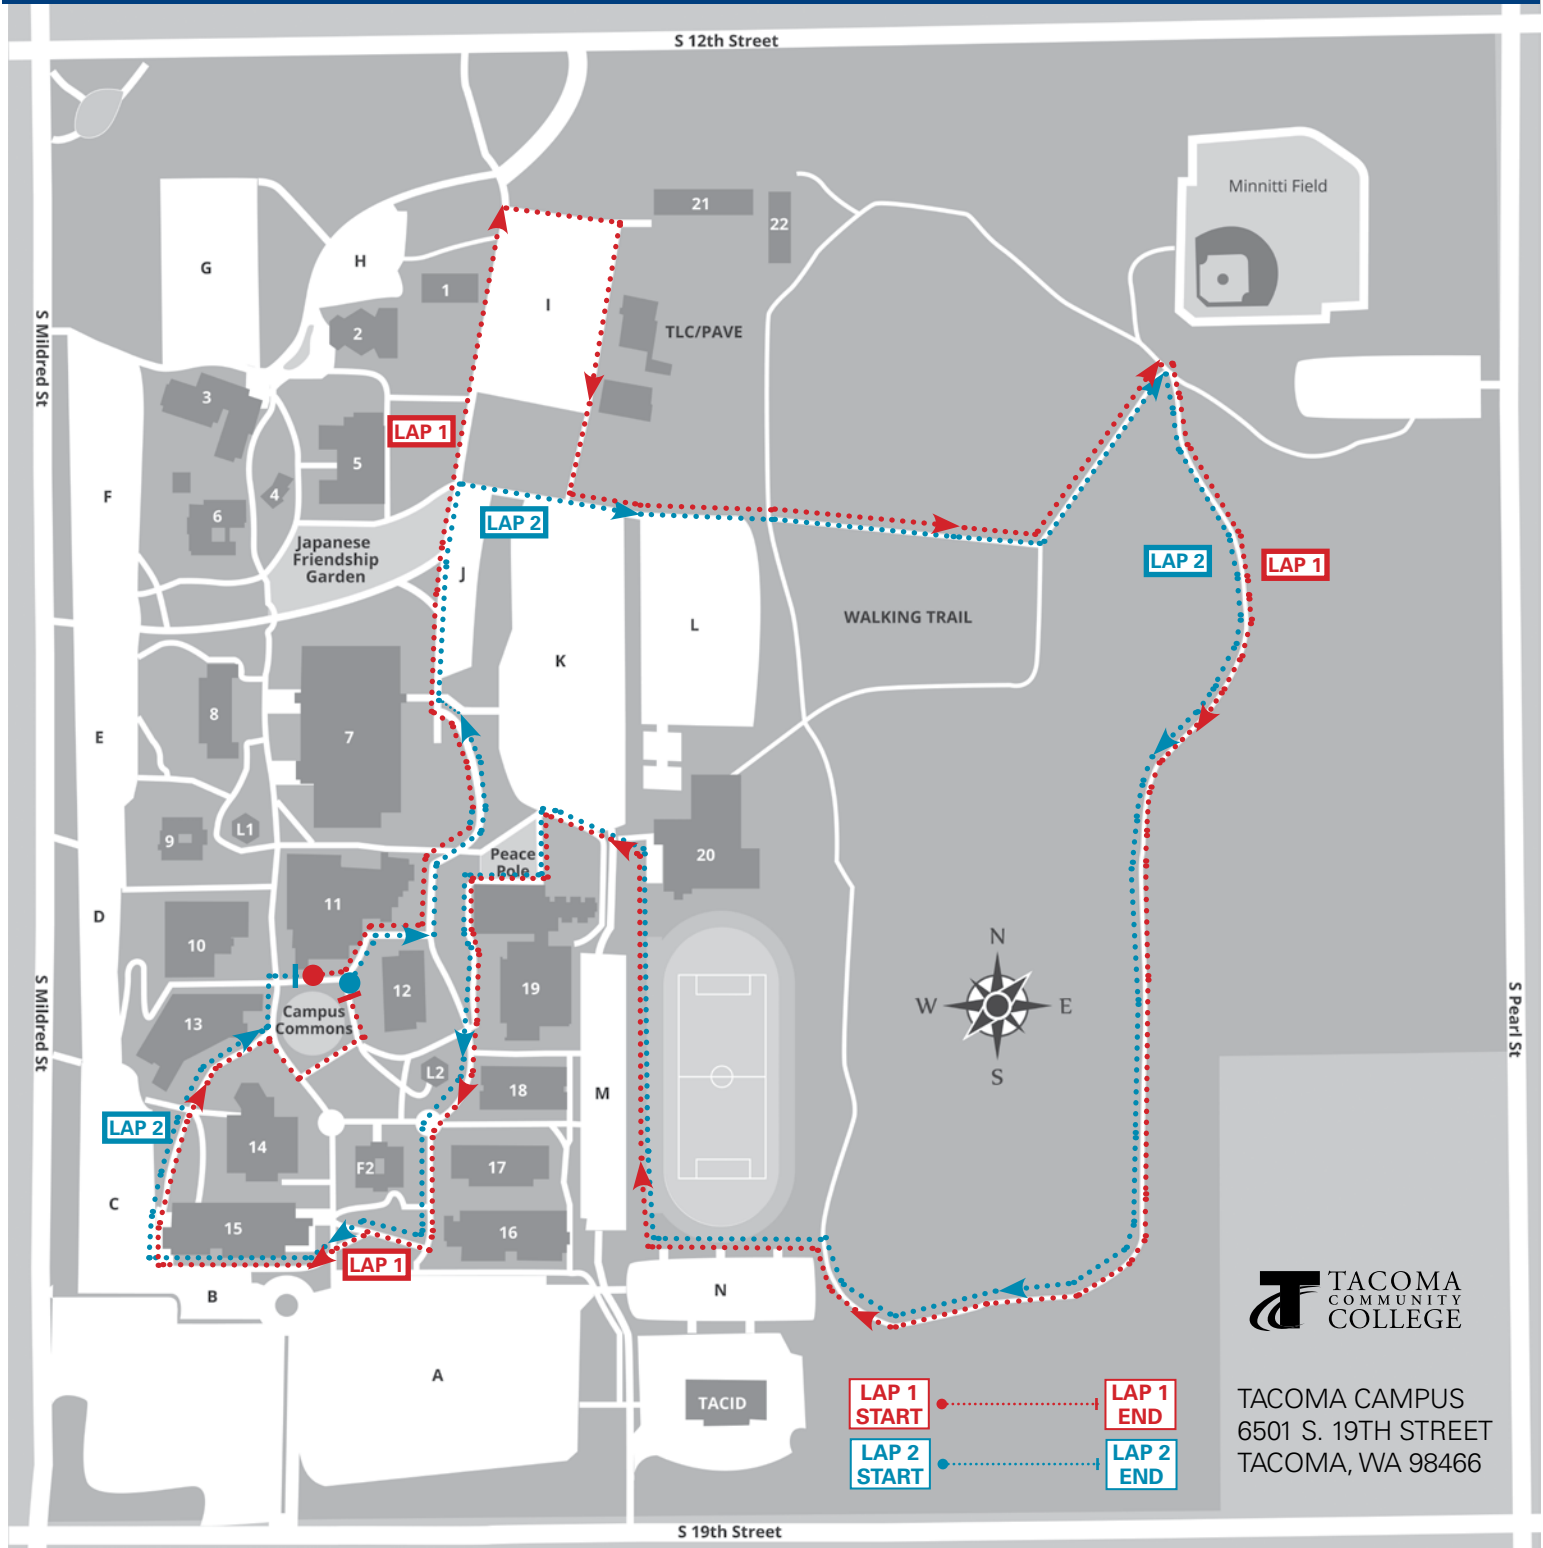 S 12th Street
Minnitti Field
21
22
G
H
1
I
S Mildred St
2
TLC/PAVE
3
LAP 1
5
F
4
6
LAP 2
Japanese
Friendship
Garden
J
LAP 2
LAP 1
L
WALKING TRAIL
K
8
7
E
L1
9
Peace
Pole
20
11
D
10
N
W
E
S
12
19
13
Campus
Commons
S Mildred St
S Pearl St
L2
18
M
LAP 2
14
F2
17
C
15
16
LAP 1
B
N
A
TACID
TACOMA
COMMUNITY
COLLEGE
LAP 1
START
LAP 1
END
LAP 2
START
LAP 2
END
TACOMA CAMPUS
6501 S. 19TH STREET
TACOMA, WA 98466
S 19th Street